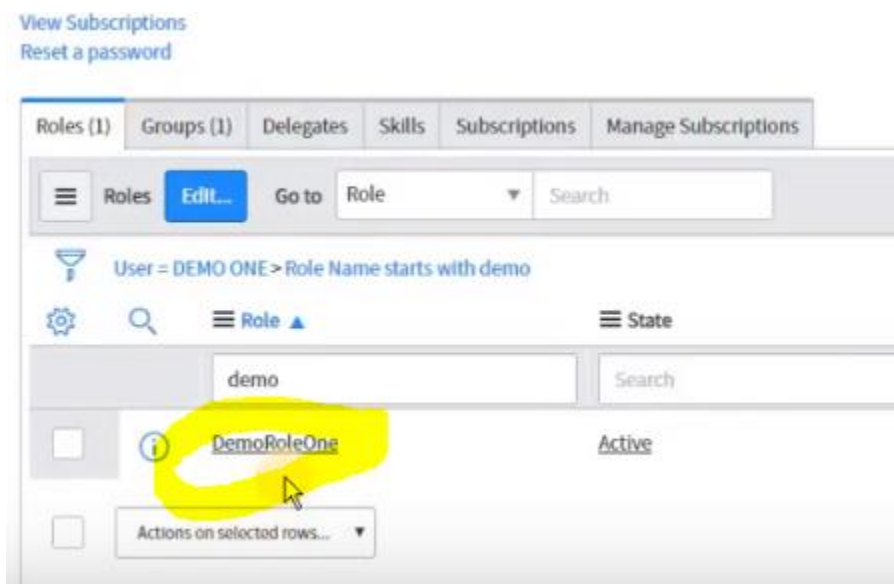 View Subscriptions
Reset a password
Roles (1) Groups (1) Delegates Skills Subscriptions Manage Subscriptions
Roles Edit... Go to Role Search
User = DEMO ONE > Role Name starts with demo
Role State
demo Search
DemoRoleOne Active
Actions on selected rows...